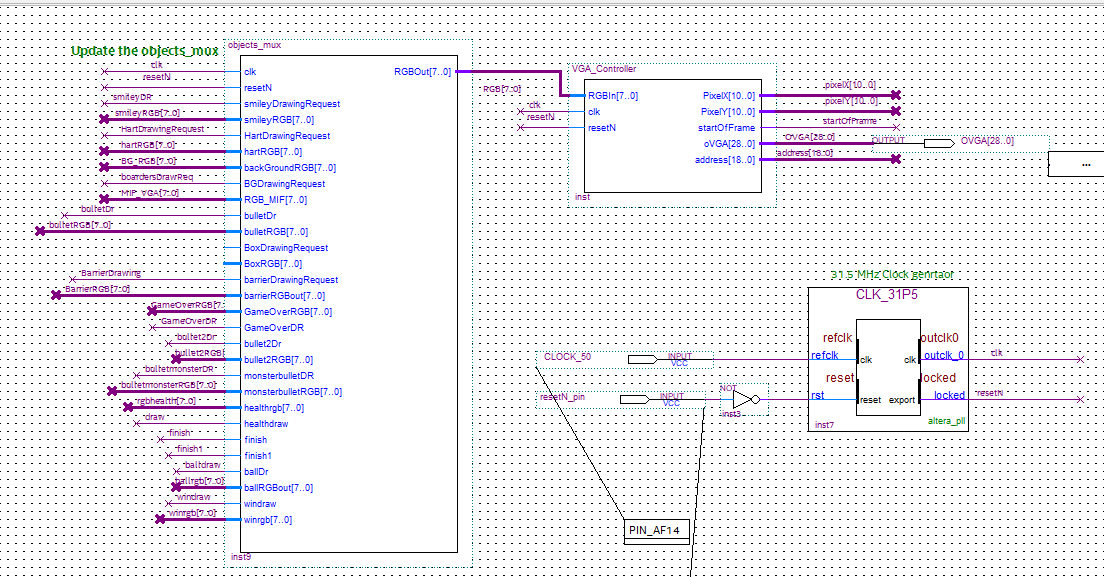 Update the objects_mux
objects_mux
clk
clk
resetN
resetN
smileyDR
smileyDrawingRequest
smileyRGB[7..0]
smileyRGB[7..0]
HartDrawingRequest
HartDrawingRequest
hartRGB[7..0]
hartRGB[7..0]
BG_RGB[7..0]
backGroundRGB[7..0]
boardersDrawReq
BGDrawingRequest
MIF_VGA[7..0]
RGB_MIF[7..0]
bulletDr
bulletDr
bulletRGB[7..0]
bulletRGB[7..0]
BoxDrawingRequest
BoxRGB[7..0]
BarrierDrawing
barrierDrawingRequest
BarrierRGB[7..0]
barrierRGBout[7..0]
GameOverRGB[7.
GameOverRGB[7..0]
GameOverDR
GameOverDR
bullet2Dr
bullet2Dr
bullet2RGB
bullet2RGB[7..0]
bulletmonsterDR
monsterbulletDR
bulletmonsterRGB[7..0]
monsterbulletRGB[7..0]
rgbhealth[7..0]
healthrgb[7..0]
draw
healthdraw
finish
finish
finish1
finish1
balldraw
ballDr
ballrgb[7..0]
ballRGBout[7..0]
windraw
windraw
winrgb[7..0]
winrgb[7..0]
RGBOut[7..0]
inst9
RGB[7..0]
VGA_Controller
RGBIn[7..0]
clk
clk
resetN
resetN
PixelX[10..0]
pixelX[10..0]
PixelY[10..0]
pixelY[10..0]
startOfFrame
startOfFrame
oVGA[28..0]
OVGA[28..0]
OUTPUT
OVGA[28..0]
address[18..0]
address[18..0]
inst
...
31.5 MHz Clock genrtaor
CLK_31P5
CLOCK_50
INPUT
VCC
refclk
refclk
clk
outclk0
clk
outclk_0
clk
resetN_pin
INPUT
VCC
NOT
inst3
reset
rst
reset
locked
export
locked
resetN
inst7
altera_pll
PIN_AF14